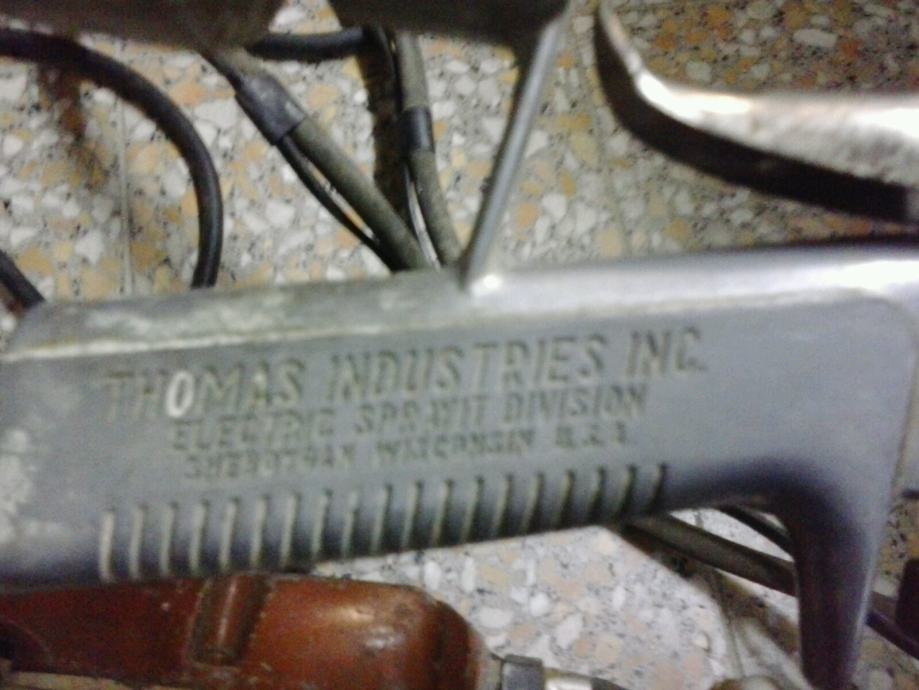 THOMAS INDUSTRIES INC.
ELECTRIC SPRAYIT DIVISION
SHEBOYGAN WISCONSIN U.S.A.